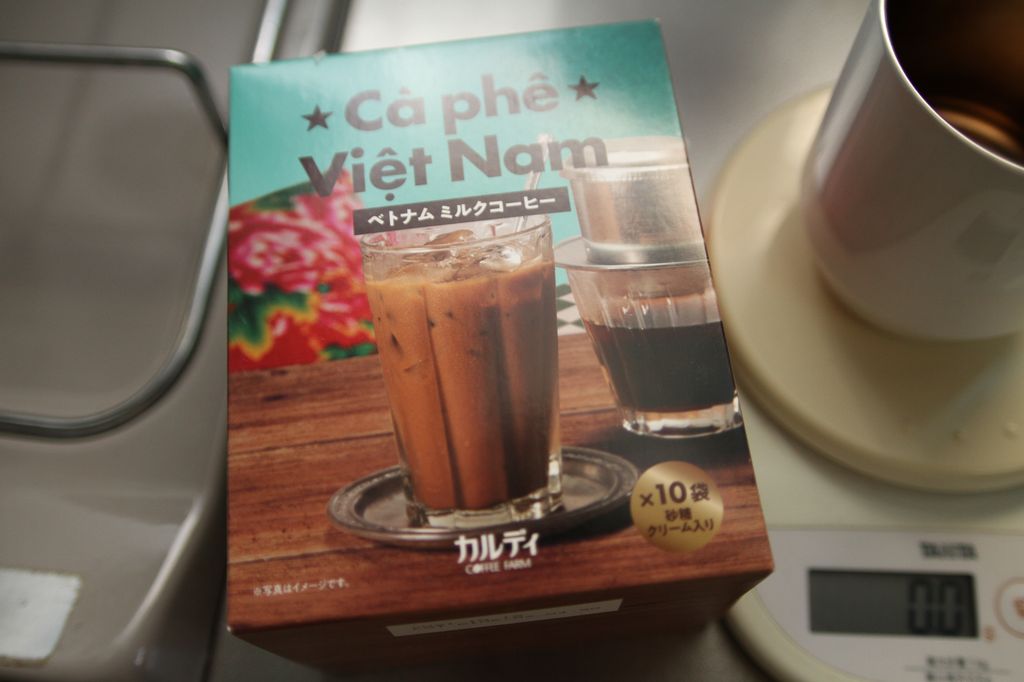 ★Cà phê★
Việt Nam
ベトナム ミルクコーヒー
×10袋
砂糖
クリーム入り
カルディ
COFFEE FARM
※写真はイメージです。
TANITA
0.0